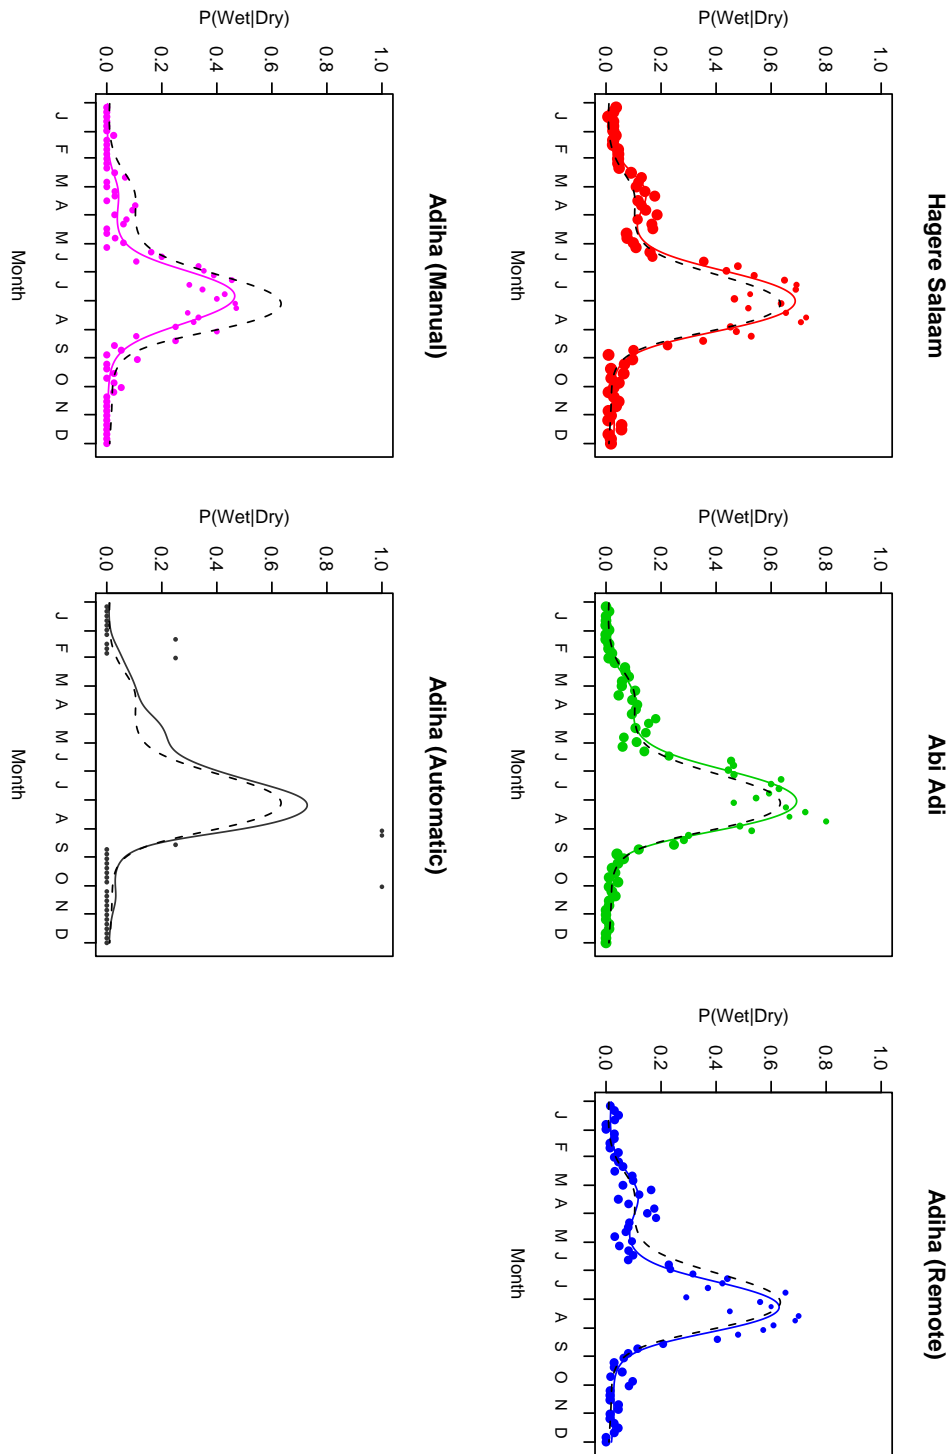 Hagere Salaam
P(Wet|Dry)
0.0 0.2 0.4 0.6 0.8 1.0
J F M A M J J A S O N D
Month
Abi Adi
P(Wet|Dry)
0.0 0.2 0.4 0.6 0.8 1.0
J F M A M J J A S O N D
Month
Adiha (Remote)
P(Wet|Dry)
0.0 0.2 0.4 0.6 0.8 1.0
J F M A M J J A S O N D
Month
Adiha (Manual)
P(Wet|Dry)
0.0 0.2 0.4 0.6 0.8 1.0
J F M A M J J A S O N D
Month
Adiha (Automatic)
P(Wet|Dry)
0.0 0.2 0.4 0.6 0.8 1.0
J F M A M J J A S O N D
Month